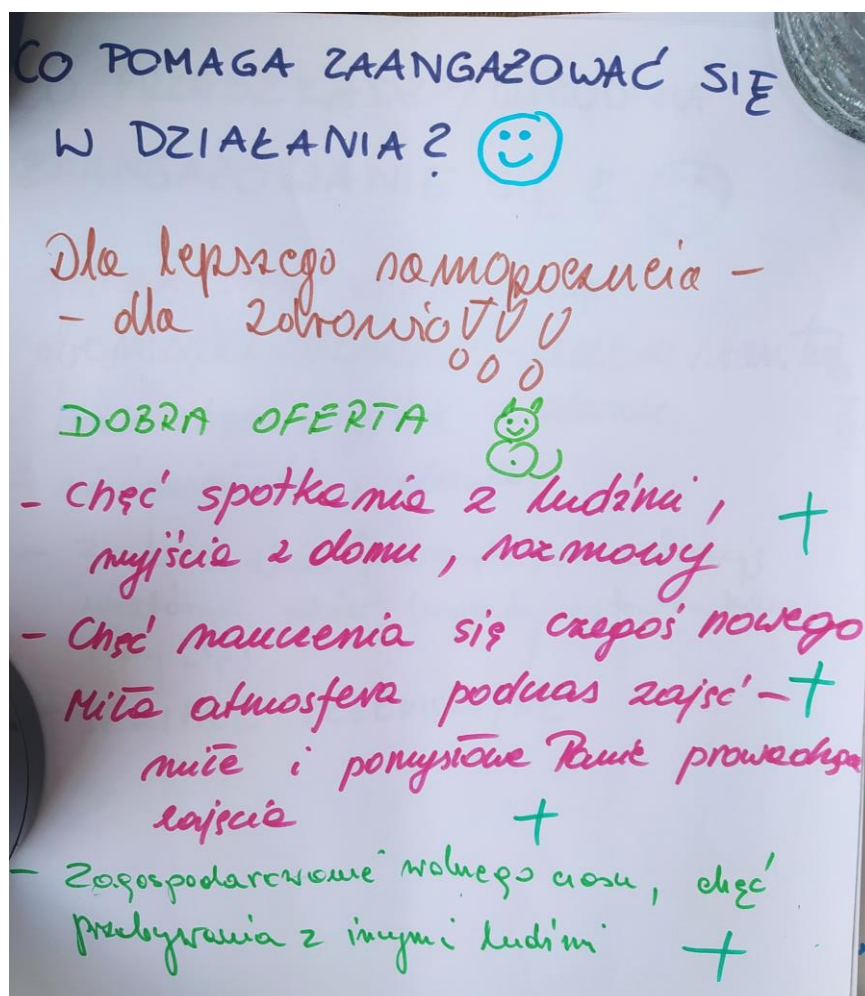 CO POMAGA ZAANGAŻOWAĆ SIĘ
W DZIAŁANIA?
Dla lepszego samopoczucia -
- dla zdrowia!!!
DOBRA OFERTA
- Chęć spotkania z ludźmi, +
wyjścia z domu, rozmowy
- Chęć nauczenia się czegoś nowego
Miła atmosfera podczas zajęć - +
miłe i pomysłowe Panie prowadzące
zajęcia +
- Zagospodarowanie wolnego czasu, chęć
przebywania z innymi ludźmi +